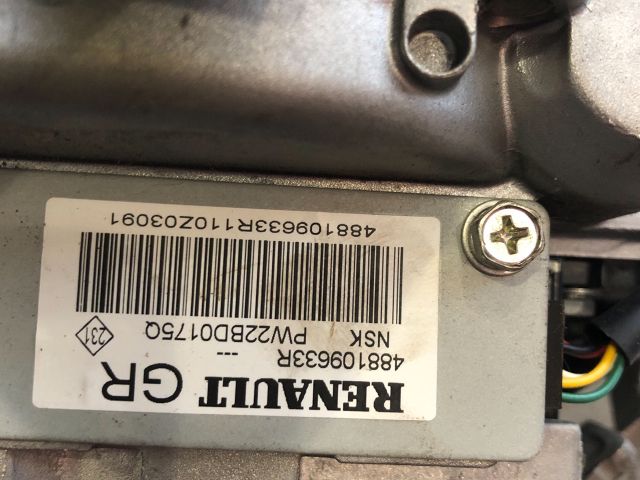 RENAULT GR
488109633R ---
NSK PW22BD0175Q 231
488109633R110Z03091